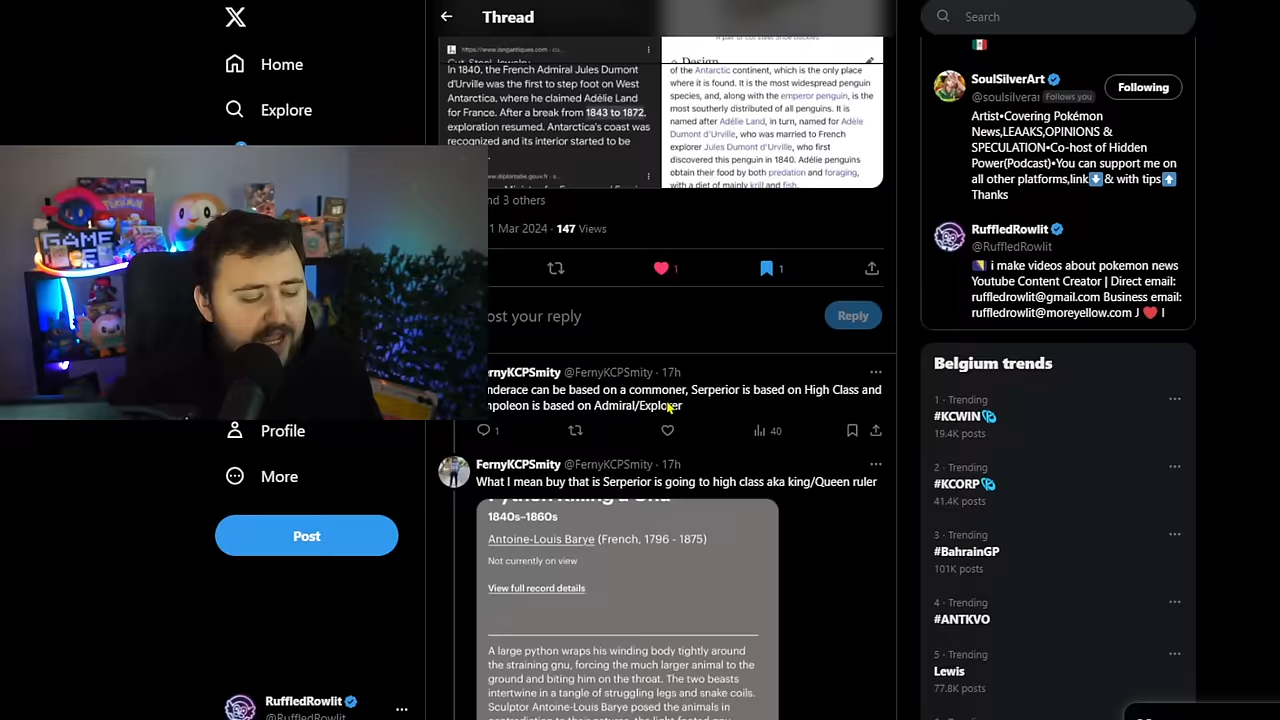 Thread
Search
https://www.langantiques.com · cu...
In 1840, the French Admiral Jules Dumont
d'Urville was the first to step foot on West
Antarctica, where he claimed Adélie Land
for France. After a break from 1843 to 1872,
exploration resumed. Antarctica's coast was
recognized and its interior started to be
Design
of the Antarctic continent, which is the only place
where it is found. It is the most widespread penguin
species, and, along with the emperor penguin, is the
most southerly distributed of all penguins. It is
named after Adélie Land, in turn, named for Adèle
Dumont d'Urville, who was married to French
explorer Jules Dumont d'Urville, who first
discovered this penguin in 1840. Adélie penguins
obtain their food by both predation and foraging,
with a diet of mainly krill and fish.
nd 3 others
1 Mar 2024 · 147 Views
1
1
ost your reply
Reply
rnyKCPSmity @FernyKCPSmity · 17h
nderace can be based on a commoner, Serperior is based on High Class and
mpoleon is based on Admiral/Explorer
1
40
FernyKCPSmity @FernyKCPSmity · 17h
What I mean buy that is Serperior is going to high class aka king/Queen ruler
1840s–1860s
Antoine-Louis Barye (French, 1796 - 1875)
Not currently on view
View full record details
A large python wraps his winding body tightly around
the straining gnu, forcing the much larger animal to the
ground and biting him on the throat. The two beasts
intertwine in a tangle of struggling legs and snake coils.
Sculptor Antoine-Louis Barye posed the animals in
Home
Explore
GAME
Profile
More
Post
RuffledRowlit
@RuffledRowlit
SoulSilverArt
@soulsilverar Follows you
Following
Artist•Covering Pokémon
News,LEAAKS,OPINIONS &
SPECULATION•Co-host of Hidden
Power(Podcast)•You can support me on
all other platforms,link⬇️& with tips⬆️
Thanks
RuffledRowlit
@RuffledRowlit
i make videos about pokemon news
Youtube Content Creator | Direct email:
ruffledrowlit@gmail.com Business email:
ruffledrowlit@moreyellow.com J ❤️ I
Belgium trends
1 · Trending
#KCWIN
19.4K posts
2 · Trending
#KCORP
41.4K posts
3 · Trending
#BahrainGP
101K posts
4 · Trending
#ANTKVO
5 · Trending
Lewis
77.8K posts